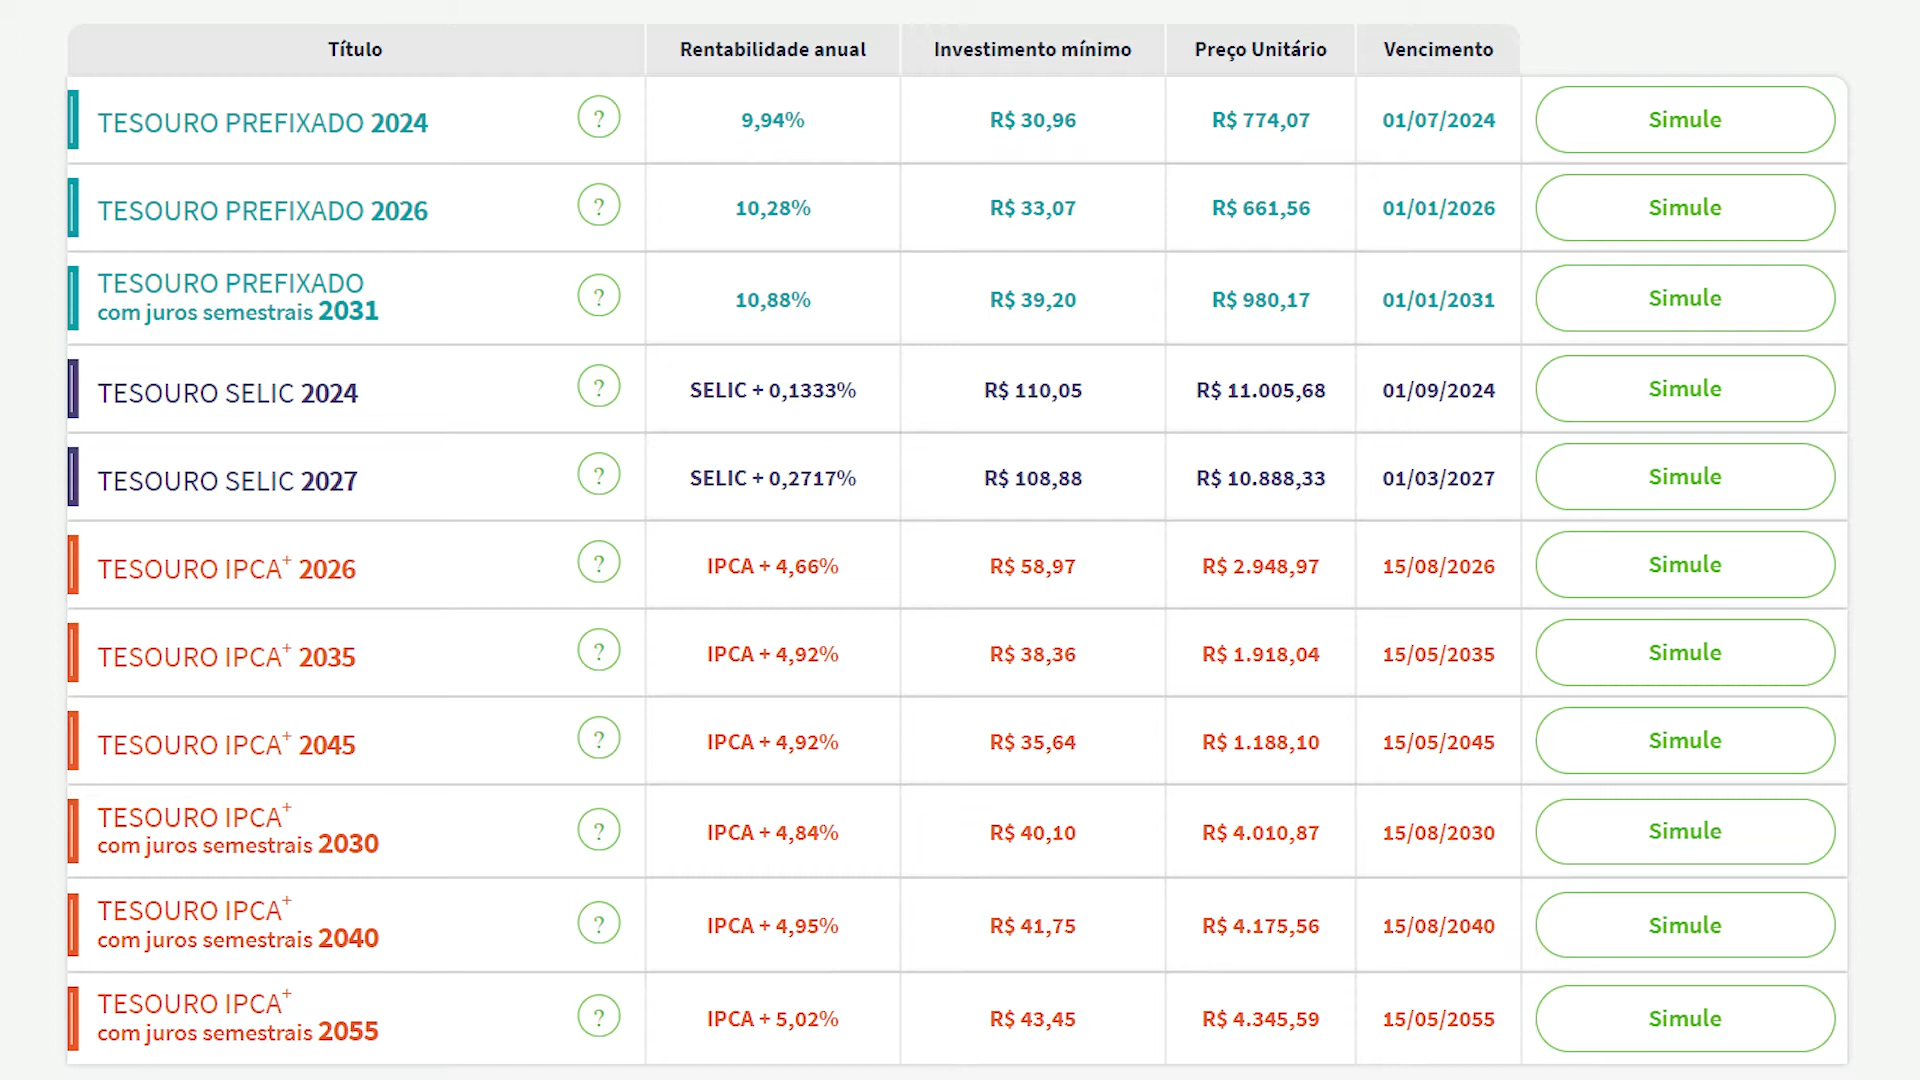 Título Rentabilidade anual Investimento mínimo Preço Unitário Vencimento
TESOURO PREFIXADO 2024 ? 9,94% R$ 30,96 R$ 774,07 01/07/2024 Simule
TESOURO PREFIXADO 2026 ? 10,28% R$ 33,07 R$ 661,56 01/01/2026 Simule
TESOURO PREFIXADO
com juros semestrais 2031 ? 10,88% R$ 39,20 R$ 980,17 01/01/2031 Simule
TESOURO SELIC 2024 ? SELIC + 0,1333% R$ 110,05 R$ 11.005,68 01/09/2024 Simule
TESOURO SELIC 2027 ? SELIC + 0,2717% R$ 108,88 R$ 10.888,33 01/03/2027 Simule
TESOURO IPCA+ 2026 ? IPCA + 4,66% R$ 58,97 R$ 2.948,97 15/08/2026 Simule
TESOURO IPCA+ 2035 ? IPCA + 4,92% R$ 38,36 R$ 1.918,04 15/05/2035 Simule
TESOURO IPCA+ 2045 ? IPCA + 4,92% R$ 35,64 R$ 1.188,10 15/05/2045 Simule
TESOURO IPCA+
com juros semestrais 2030 ? IPCA + 4,84% R$ 40,10 R$ 4.010,87 15/08/2030 Simule
TESOURO IPCA+
com juros semestrais 2040 ? IPCA + 4,95% R$ 41,75 R$ 4.175,56 15/08/2040 Simule
TESOURO IPCA+
com juros semestrais 2055 ? IPCA + 5,02% R$ 43,45 R$ 4.345,59 15/05/2055 Simule